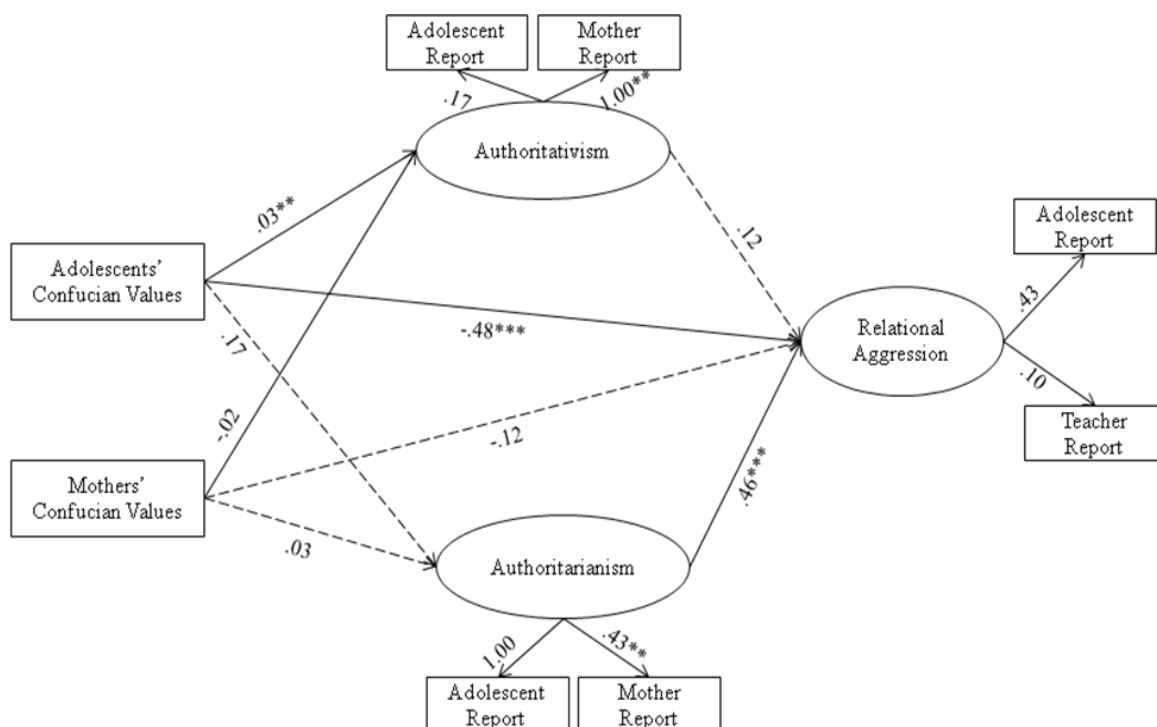 Adolescent
Report
Mother
Report
.17
1.00**
Authoritativism
.03**
.12
Adolescent
Report
Adolescents’
Confucian Values
.43
-.48***
Relational
Aggression
.17
.10
-.02
Teacher
Report
-.12
Mothers’
Confucian Values
.46***
.03
Authoritarianism
1.00
.43**
Adolescent
Report
Mother
Report